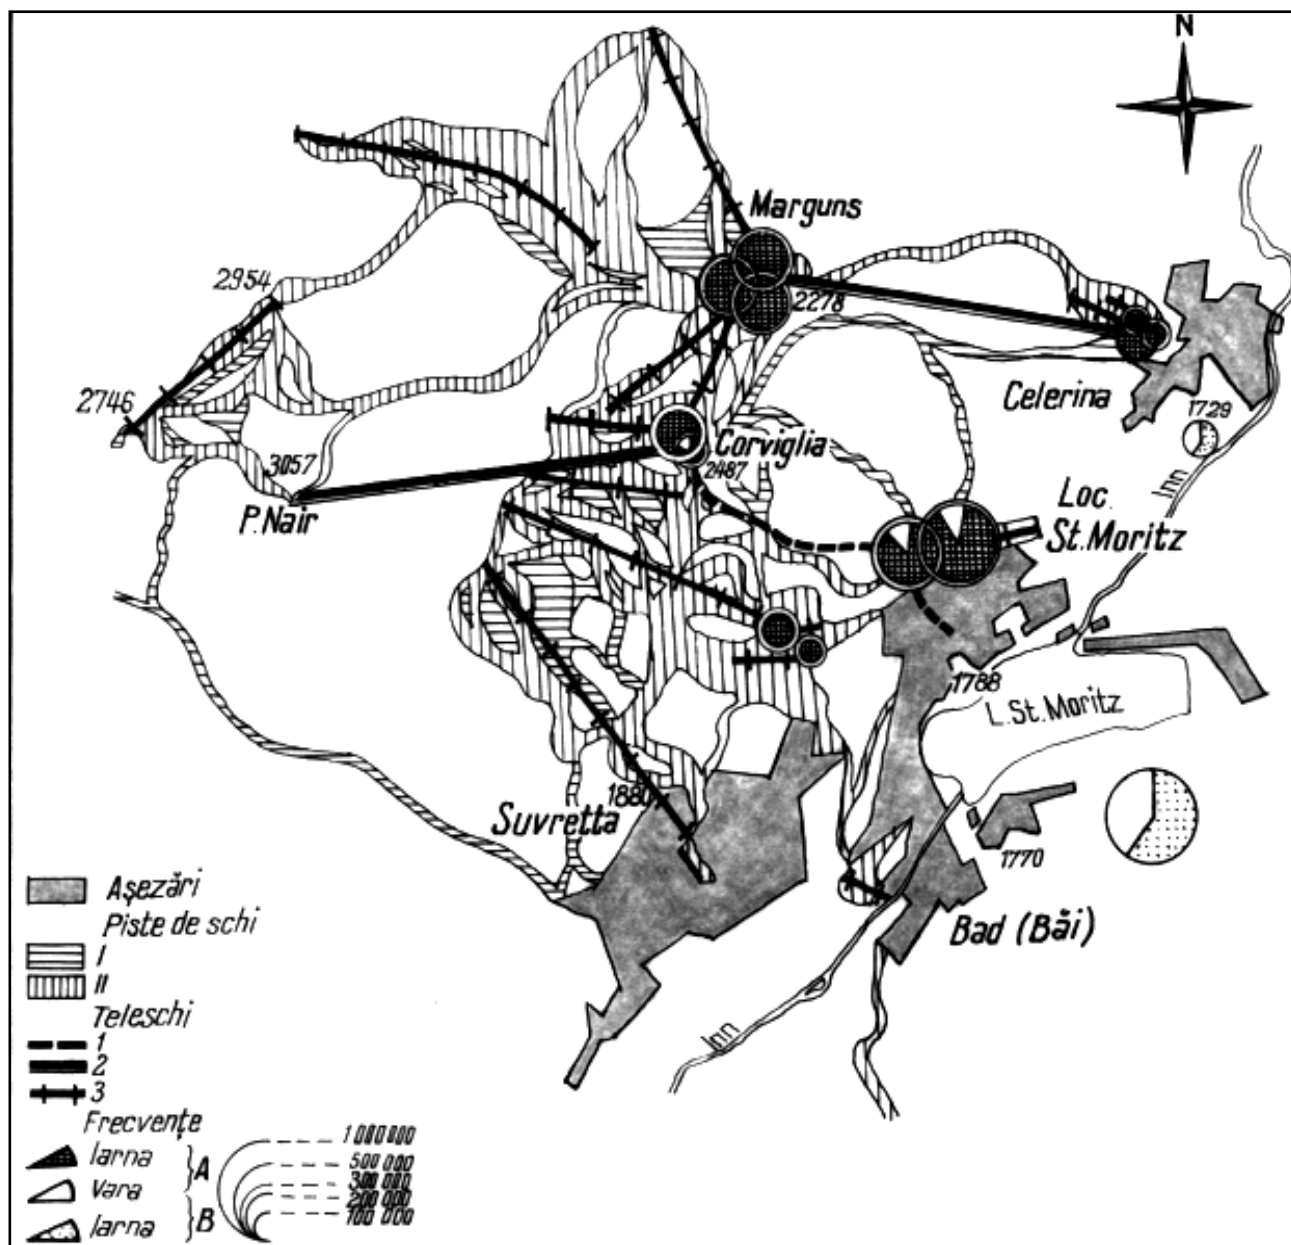 N
Marguns
2954
2278
2746
Celerina
1729
Corviglia
3057
2487
P.Nair
Inn
Loc.
St.Moritz
1788
L.St.Moritz
1880
Suvretta
1770
Bad (Băi)
Inn
Așezări
Piste de schi
I
II
Teleschi
1
2
3
Frecvențe
Iarna
A
Vara
B
Iarna
1 000 000
500 000
300 000
200 000
100 000